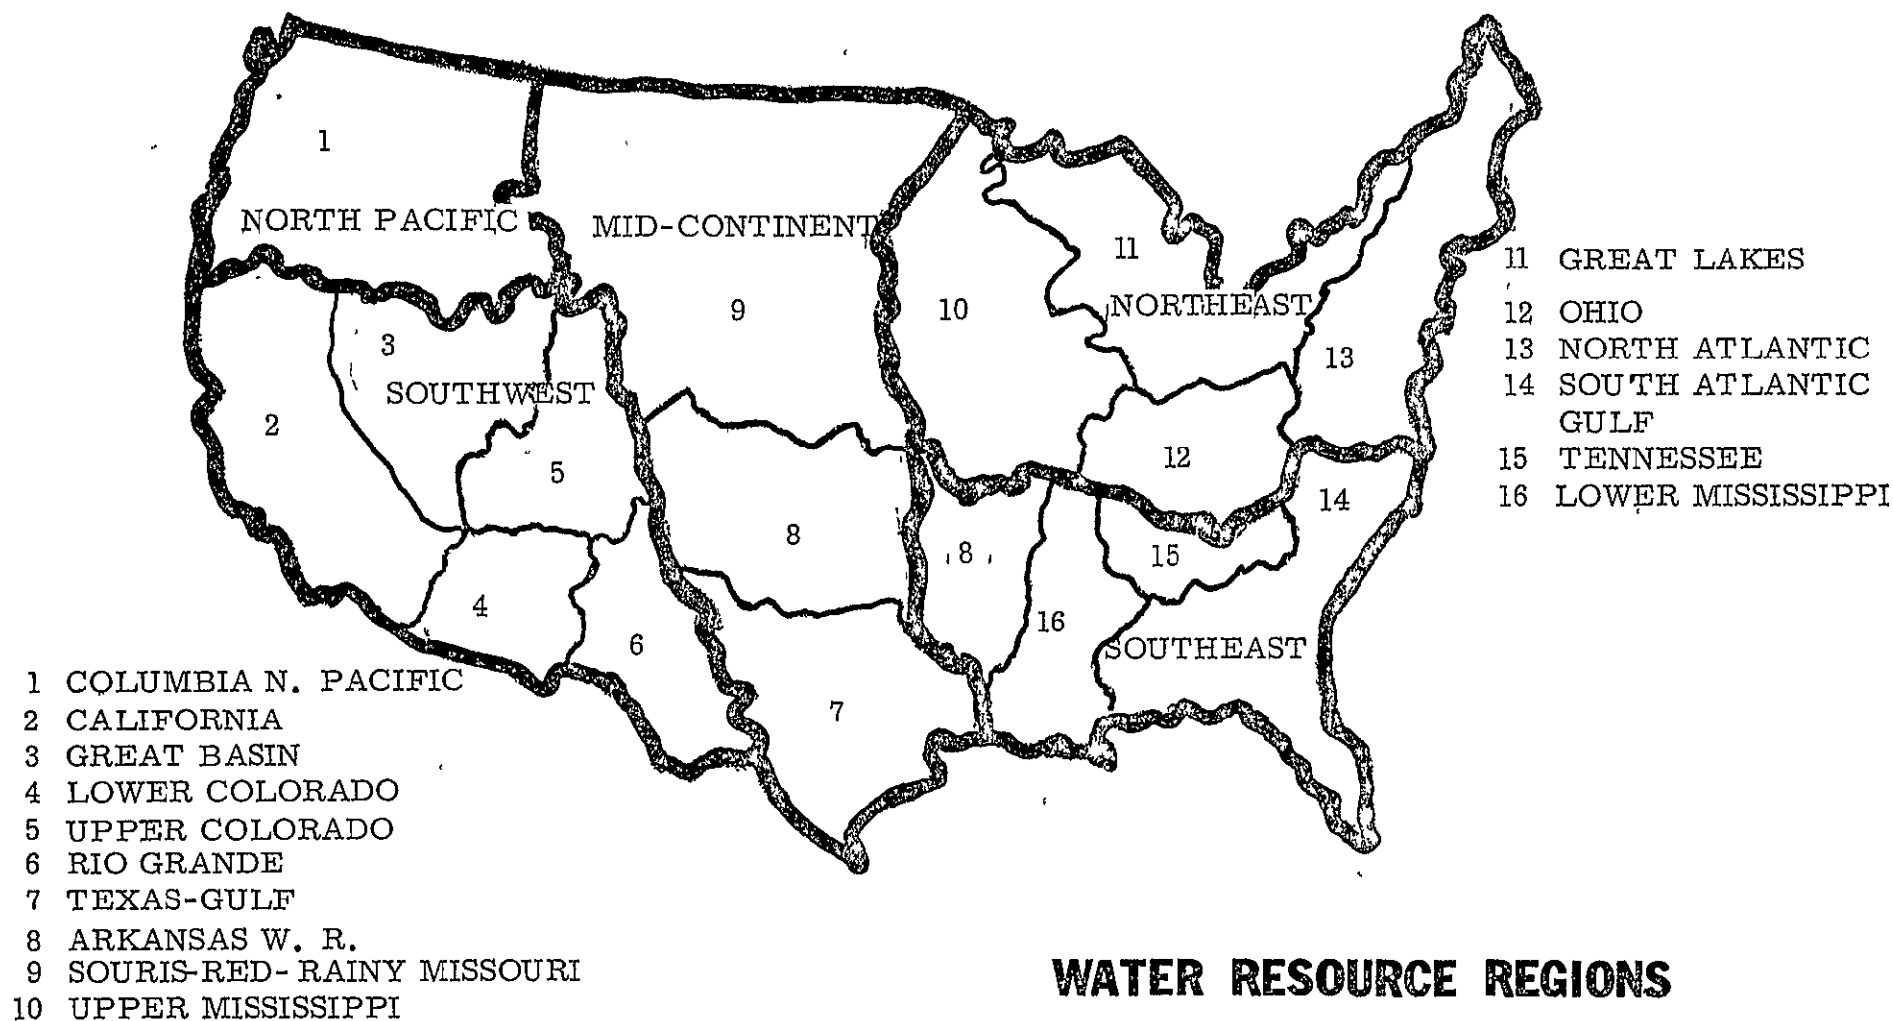 1
NORTH PACIFIC
MID-CONTINENT
11
NORTHEAST
9
10
3
SOUTHWEST
13
2
12
5
14
8
8
15
4
16
6
SOUTHEAST
7
11 GREAT LAKES
12 OHIO
13 NORTH ATLANTIC
14 SOUTH ATLANTIC
GULF
15 TENNESSEE
16 LOWER MISSISSIPPI
1 COLUMBIA N. PACIFIC
2 CALIFORNIA
3 GREAT BASIN
4 LOWER COLORADO
5 UPPER COLORADO
6 RIO GRANDE
7 TEXAS-GULF
8 ARKANSAS W. R.
9 SOURIS-RED-RAINY MISSOURI
10 UPPER MISSISSIPPI
WATER RESOURCE REGIONS